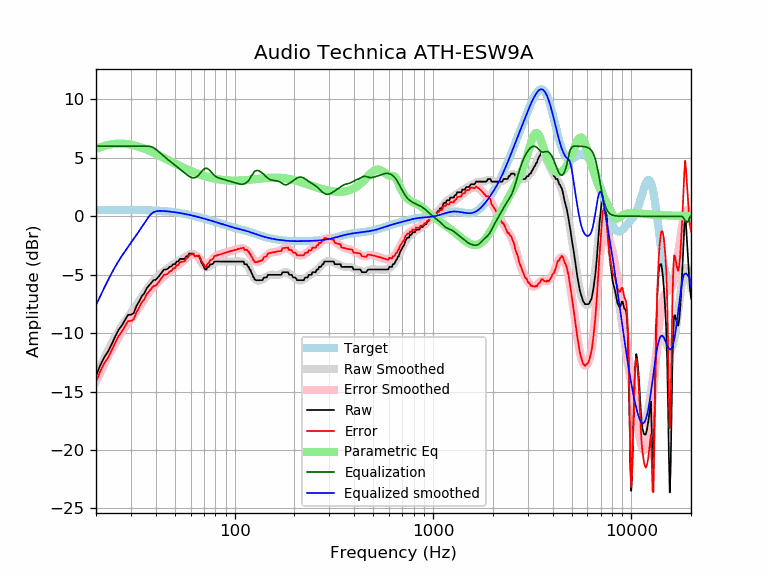 Audio Technica ATH-ESW9A
Amplitude (dBr)
10
5
0
−5
−10
−15
−20
−25
Target
Raw Smoothed
Error Smoothed
Raw
Error
Parametric Eq
Equalization
Equalized smoothed
100
1000
10000
Frequency (Hz)